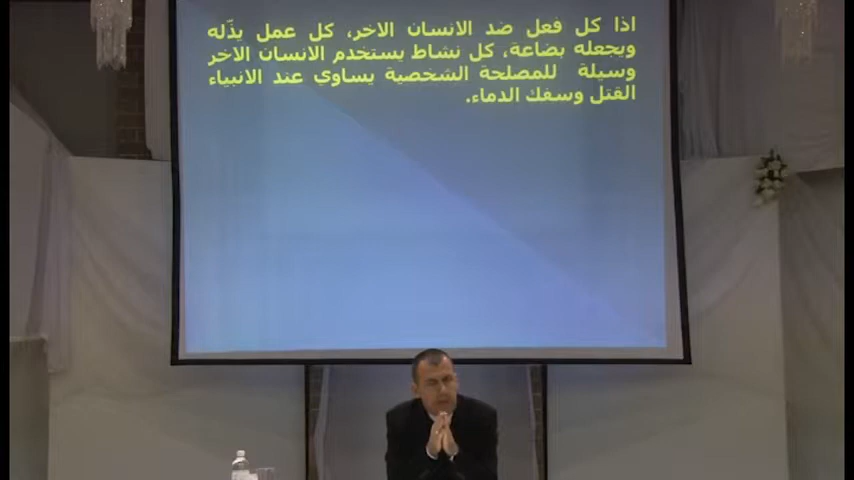 اذا كل فعل ضد الانسان الاخر، كل عمل يذّله
ويجعله بضاعة، كل نشاط يستخدم الانسان الاخر
وسيلة للمصلحة الشخصية يساوي عند الانبياء
القتل وسفك الدماء.